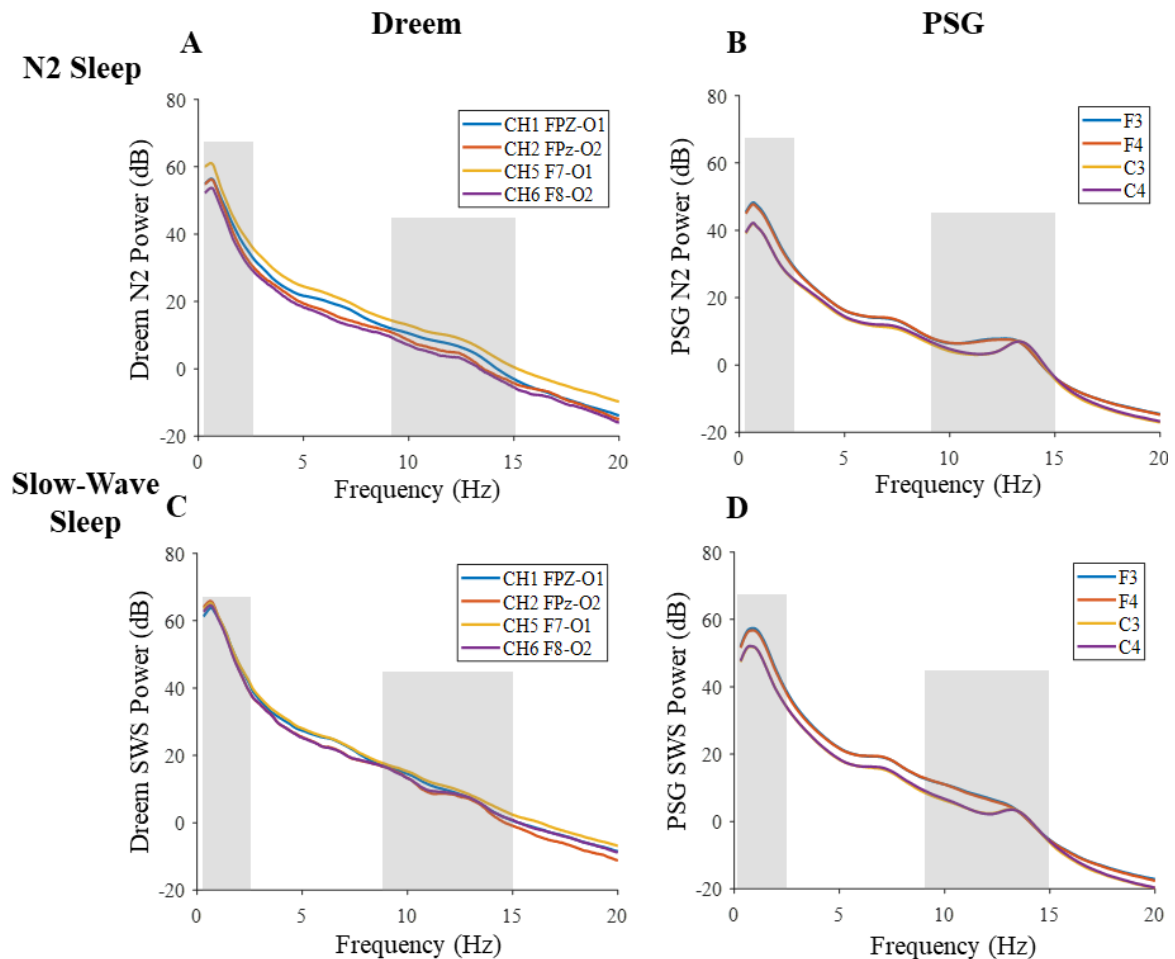 Dreem
PSG
N2 Sleep
A
80
60
40
20
0
-20
Dreem N2 Power (dB)
CH1 FPZ-O1
CH2 FPz-O2
CH5 F7-O1
CH6 F8-O2
0 5 10 15 20
Frequency (Hz)
B
80
60
40
20
0
-20
PSG N2 Power (dB)
F3
F4
C3
C4
0 5 10 15 20
Frequency (Hz)
Slow-Wave
Sleep
C
80
60
40
20
0
-20
Dreem SWS Power (dB)
CH1 FPZ-O1
CH2 FPz-O2
CH5 F7-O1
CH6 F8-O2
0 5 10 15 20
Frequency (Hz)
D
80
60
40
20
0
-20
PSG SWS Power (dB)
F3
F4
C3
C4
0 5 10 15 20
Frequency (Hz)